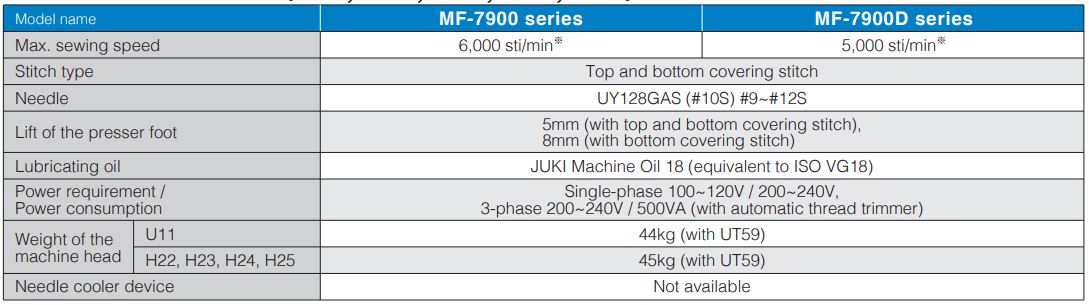 Model name MF-7900 series MF-7900D series
Max. sewing speed 6,000 sti/min※ 5,000 sti/min※
Stitch type Top and bottom covering stitch
Needle UY128GAS (#10S) #9~#12S
Lift of the presser foot 5mm (with top and bottom covering stitch),
8mm (with bottom covering stitch)
Lubricating oil JUKI Machine Oil 18 (equivalent to ISO VG18)
Power requirement / Single-phase 100~120V / 200~240V,
Power consumption 3-phase 200~240V / 500VA (with automatic thread trimmer)
Weight of the machine head U11 44kg (with UT59)
H22, H23, H24, H25 45kg (with UT59)
Needle cooler device Not available